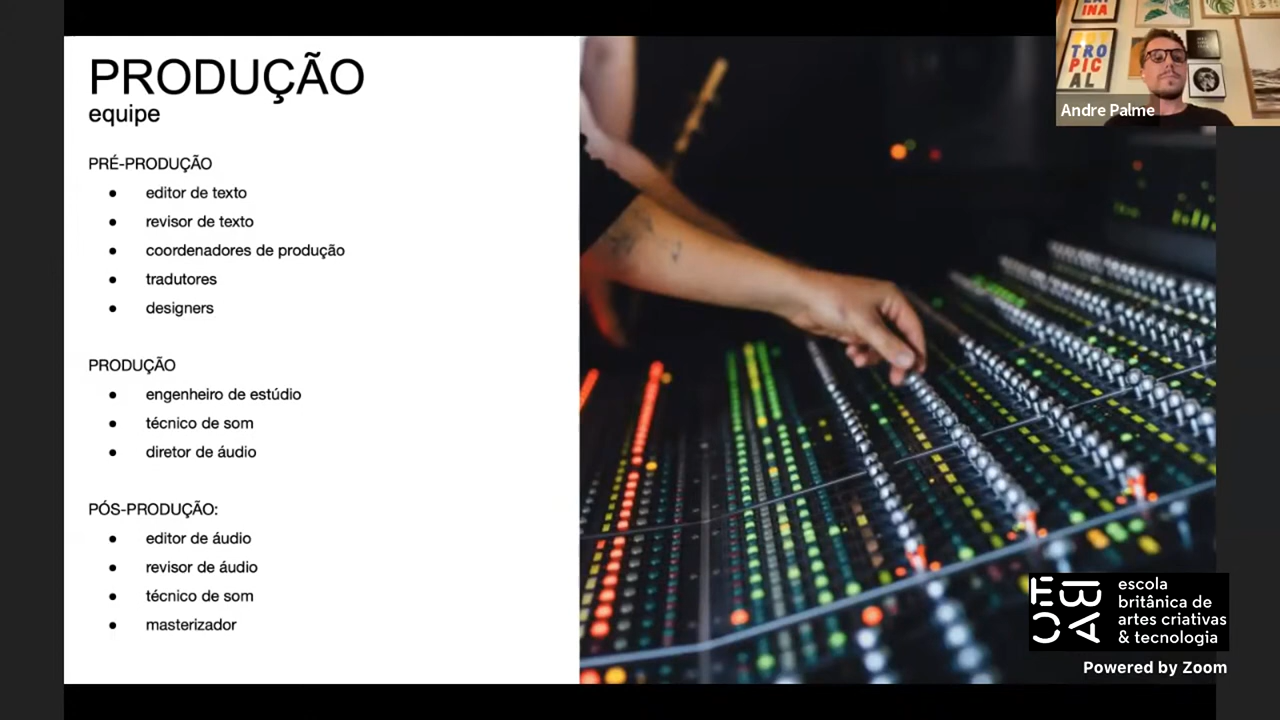 PRODUÇÃO
equipe
PRÉ-PRODUÇÃO
● editor de texto
● revisor de texto
● coordenadores de produção
● tradutores
● designers
PRODUÇÃO
● engenheiro de estúdio
● técnico de som
● diretor de áudio
PÓS-PRODUÇÃO:
● editor de áudio
● revisor de áudio
● técnico de som
● masterizador
TRO
PIC
AL
Andre Palme
EBAC
escola
britânica de
artes criativas
& tecnologia
Powered by Zoom